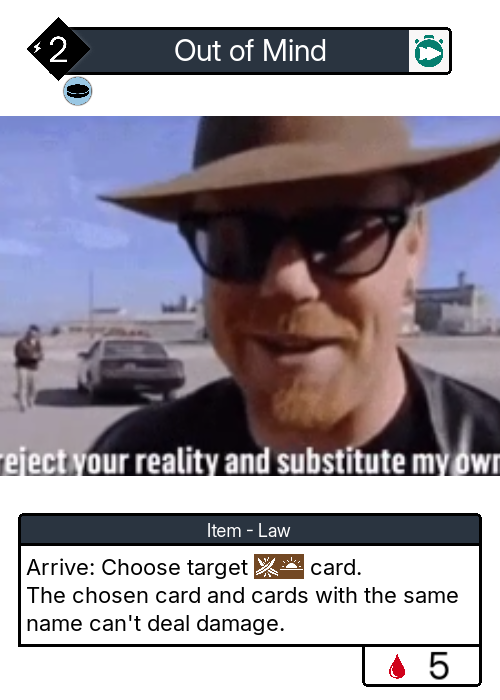 2
Out of Mind
reject your reality and substitute my own
Item - Law
Arrive: Choose target card.
The chosen card and cards with the same
name can't deal damage.
5